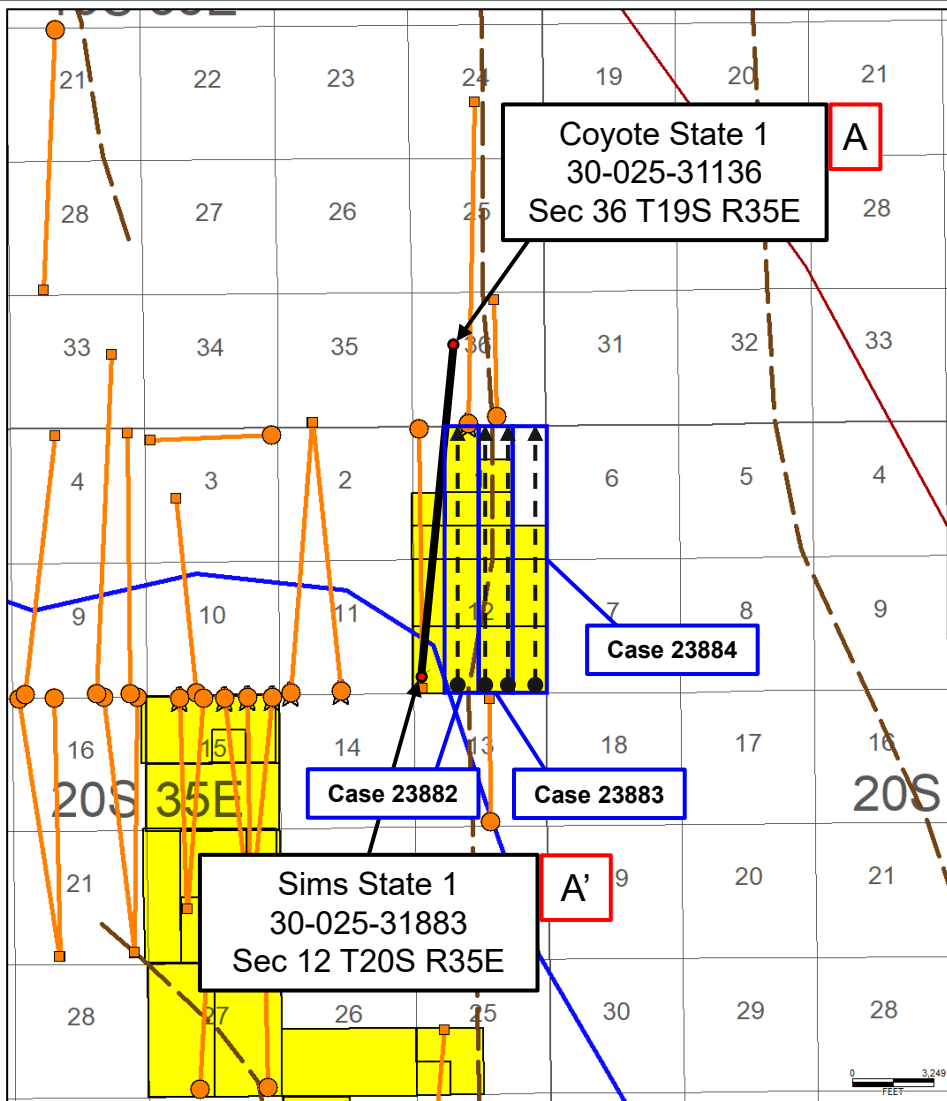 21 22 23 24 19 20 21
Coyote State 1
30-025-31136
Sec 36 T19S R35E
A
28 27 26 25 28
33 34 35 36 31 32 33
4 3 2 1 6 5 4
9 10 11 12 7 8 9
Case 23884
16 15 14 13 18 17 16
20S 35E 20S
Case 23882
Case 23883
21 9 20 21
Sims State 1
30-025-31883
Sec 12 T20S R35E
A'
28 27 26 25 30 29 28
0 3,249
FEET